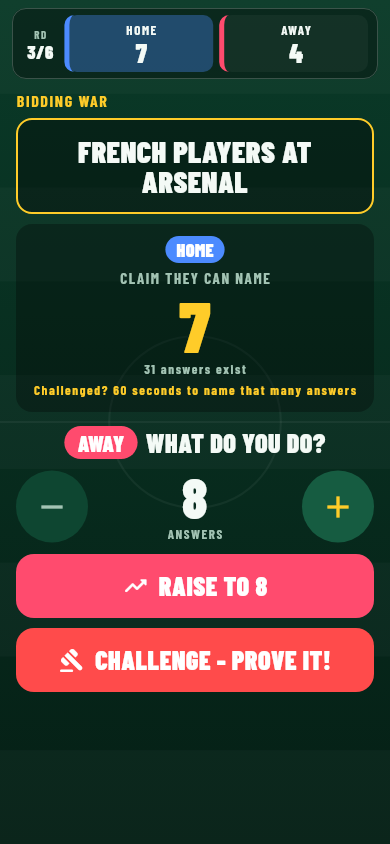 RD
3/6
HOME
7
AWAY
4
BIDDING WAR
FRENCH PLAYERS AT
ARSENAL
HOME
CLAIM THEY CAN NAME
7
31 answers exist
Challenged? 60 seconds to name that many answers
AWAY WHAT DO YOU DO?
8
ANSWERS
RAISE TO 8
CHALLENGE - PROVE IT!